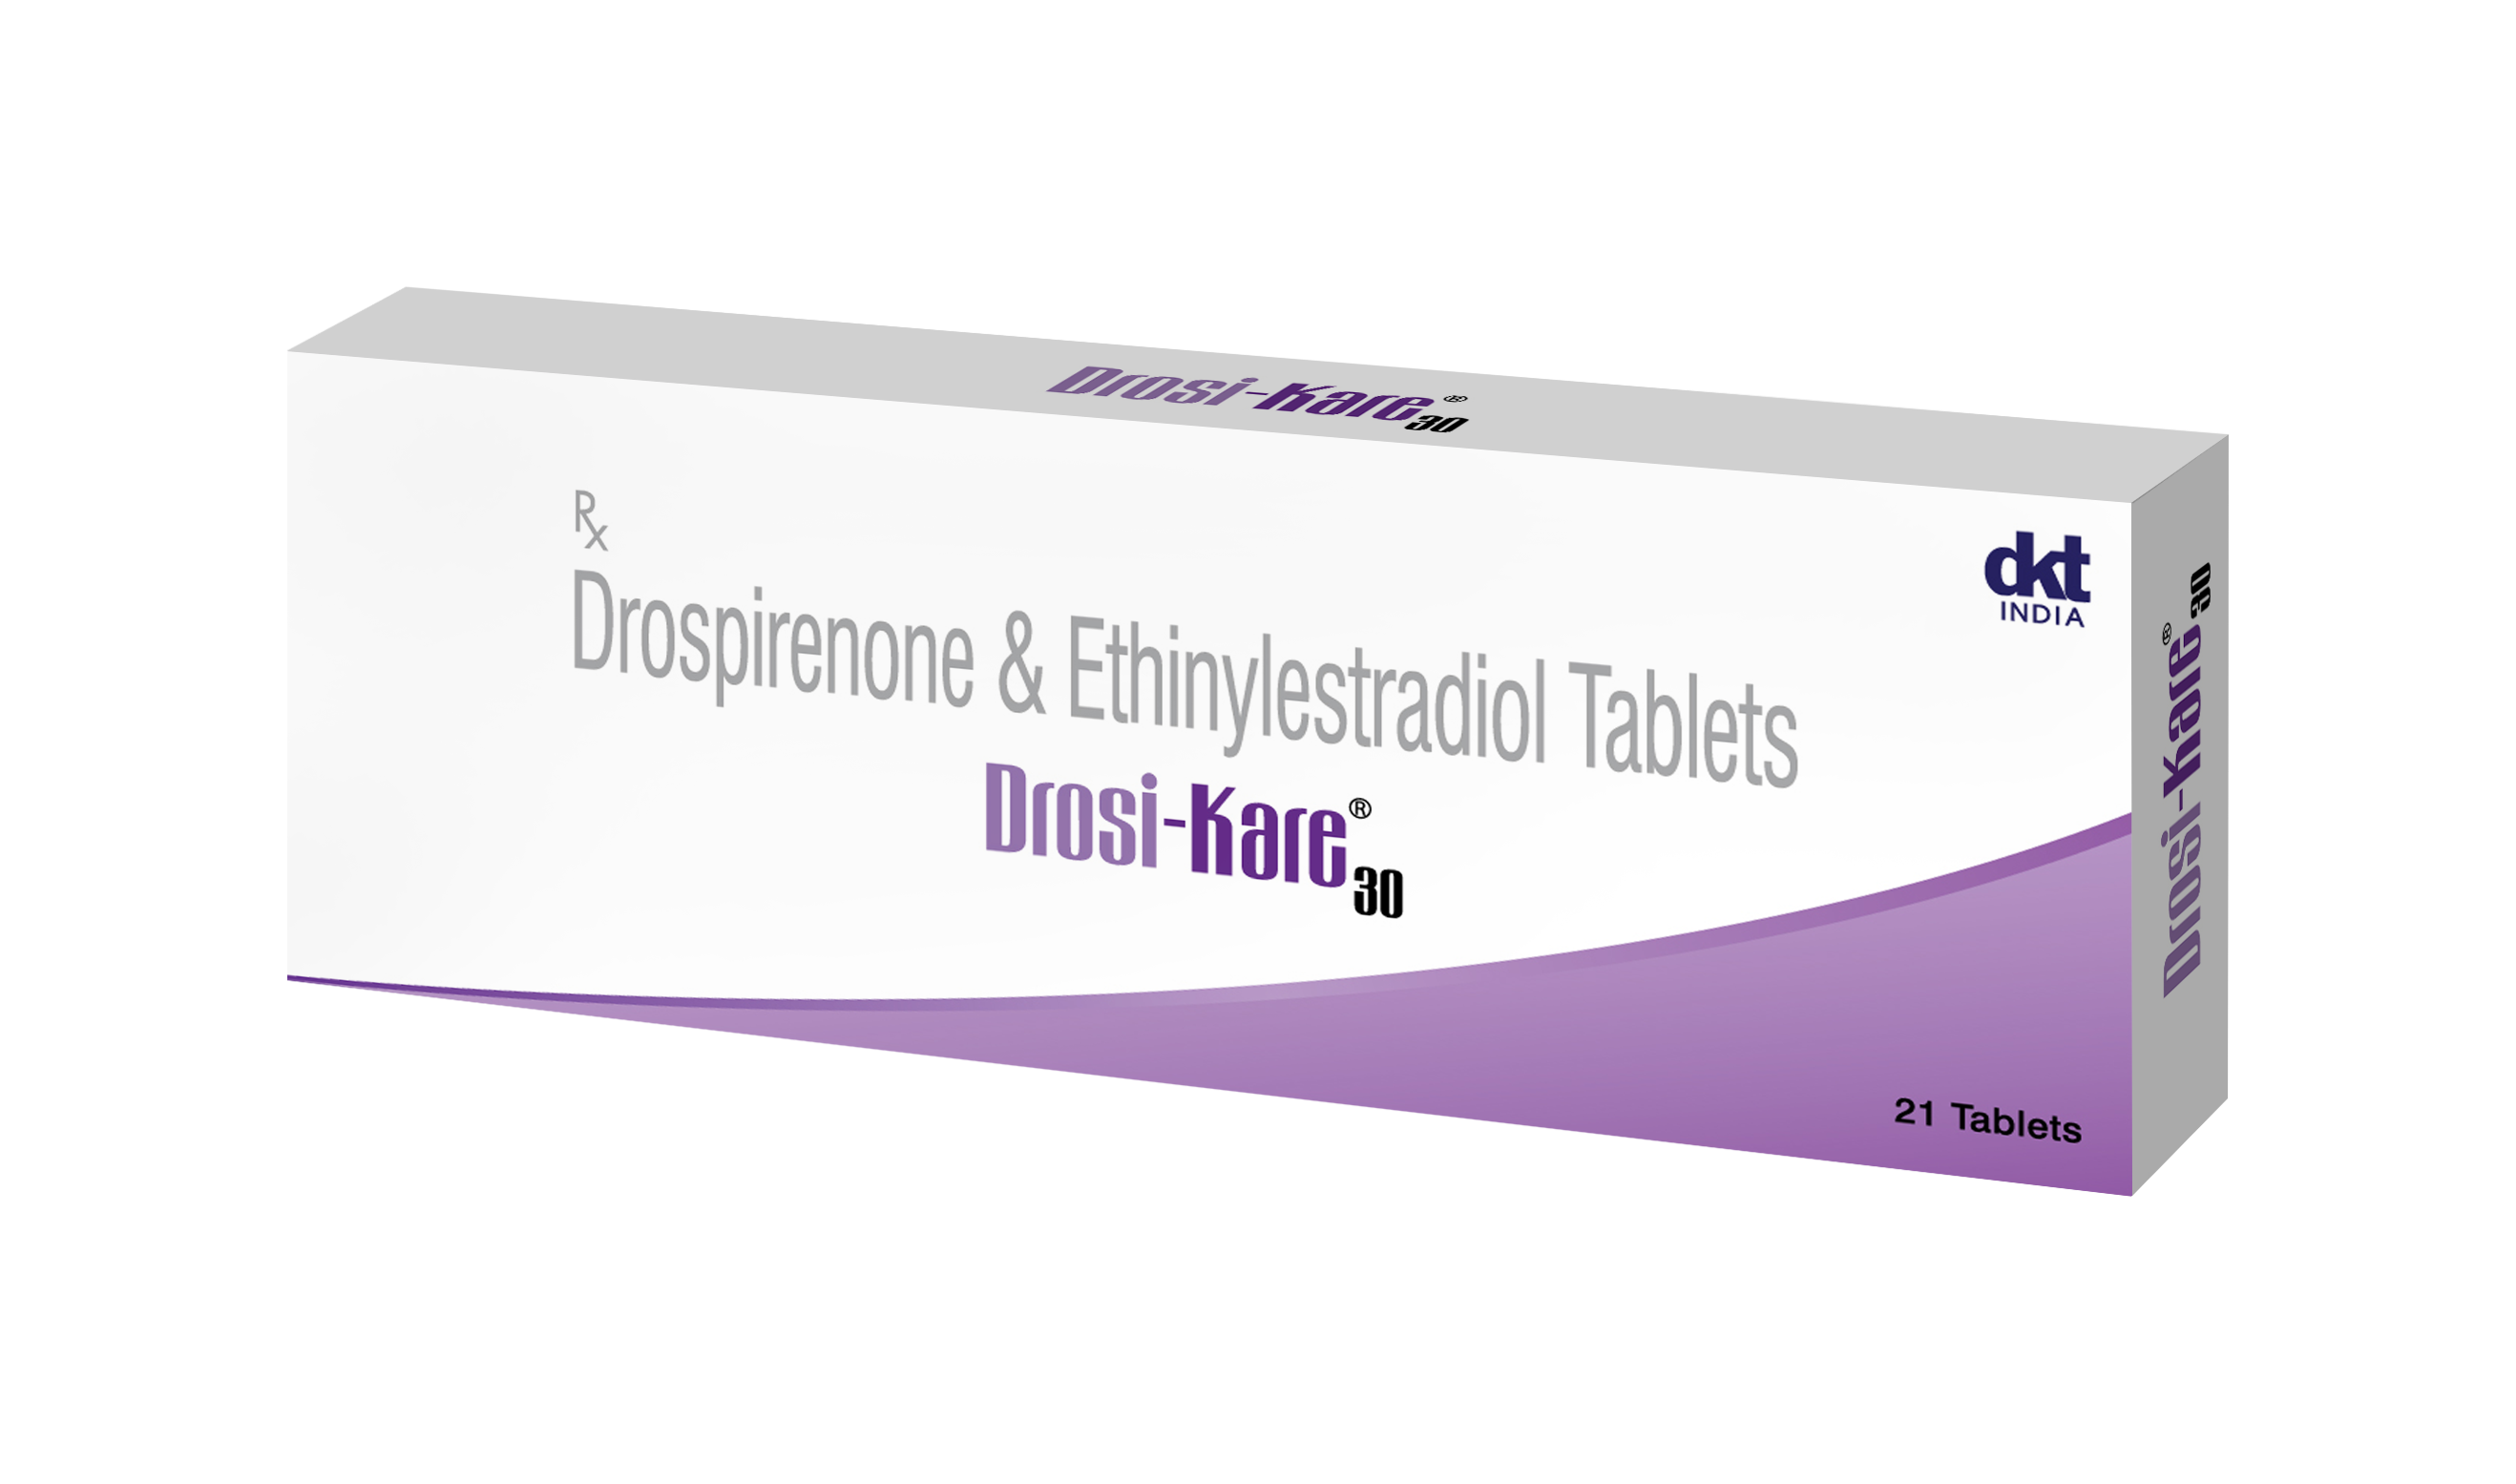 Drosi-Kare®30
Rx
Drospirenone & Ethinylestradiol Tablets
Drosi-Kare®30
dkt
INDIA
21 Tablets
Drosi-Kare®30